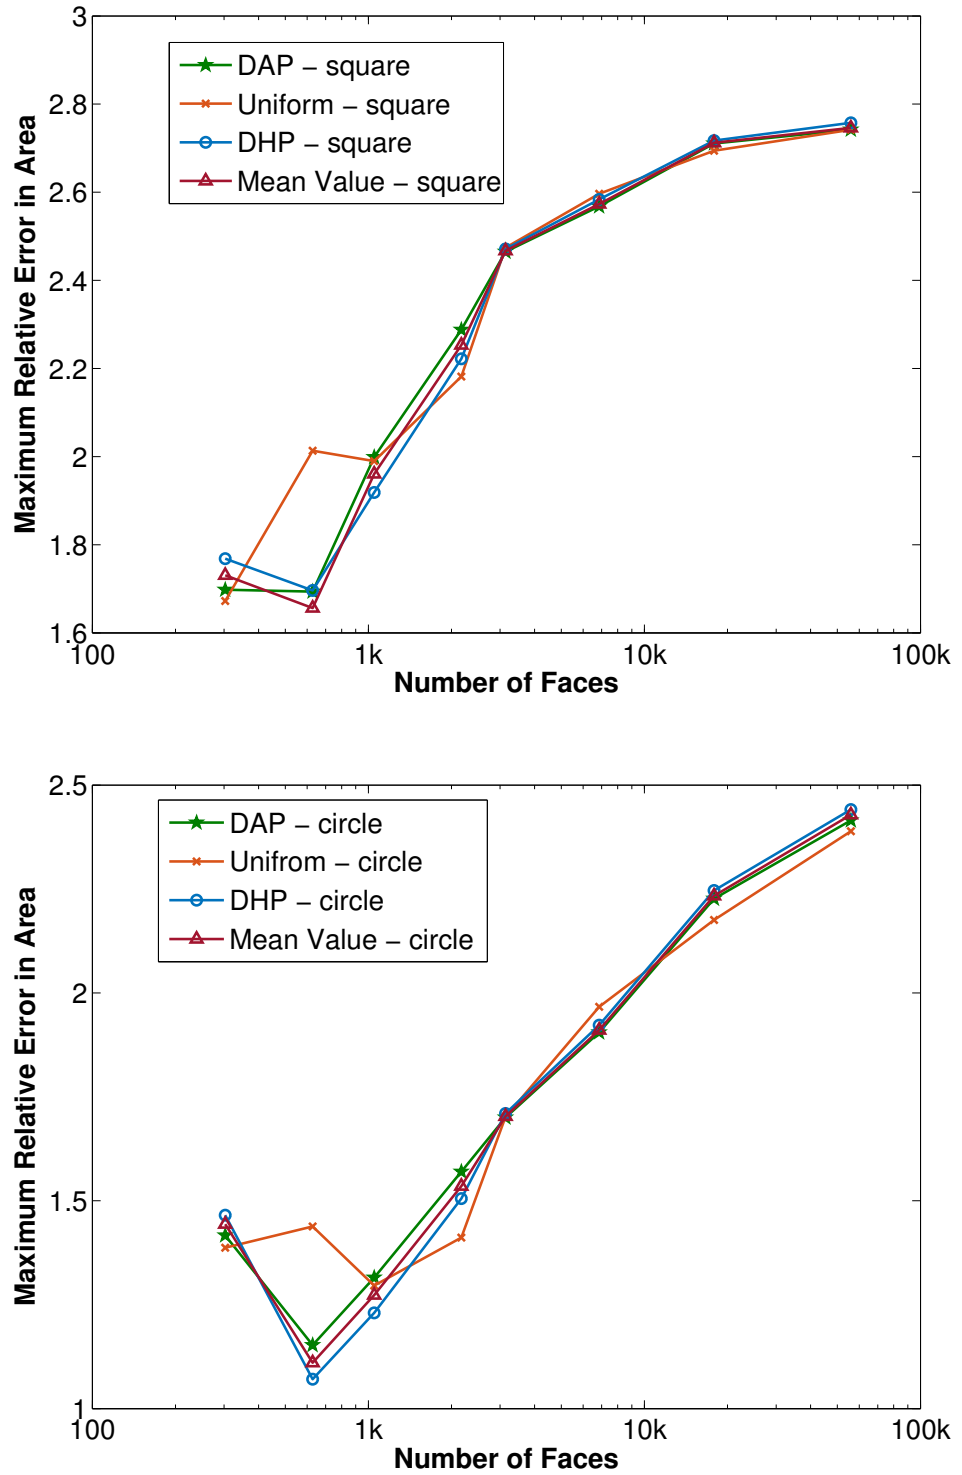 3
2.8
2.6
2.4
2.2
2
1.8
1.6
Maximum Relative Error in Area
DAP – square
Uniform – square
DHP – square
Mean Value – square
100
1k
10k
100k
Number of Faces
2.5
2
1.5
1
Maximum Relative Error in Area
DAP – circle
Unifrom – circle
DHP – circle
Mean Value – circle
100
1k
10k
100k
Number of Faces